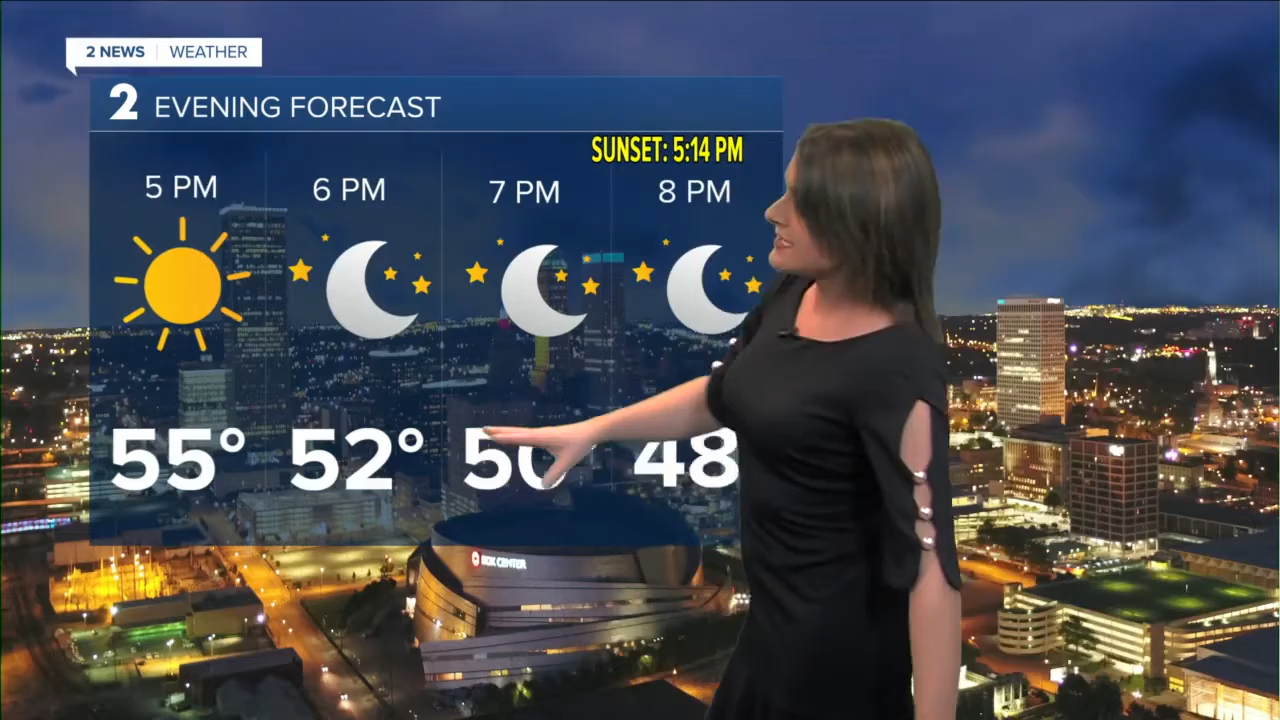 2 NEWS | WEATHER
2 EVENING FORECAST
SUNSET: 5:14 PM
5 PM 6 PM 7 PM 8 PM
55° 52° 50 48
BOK CENTER